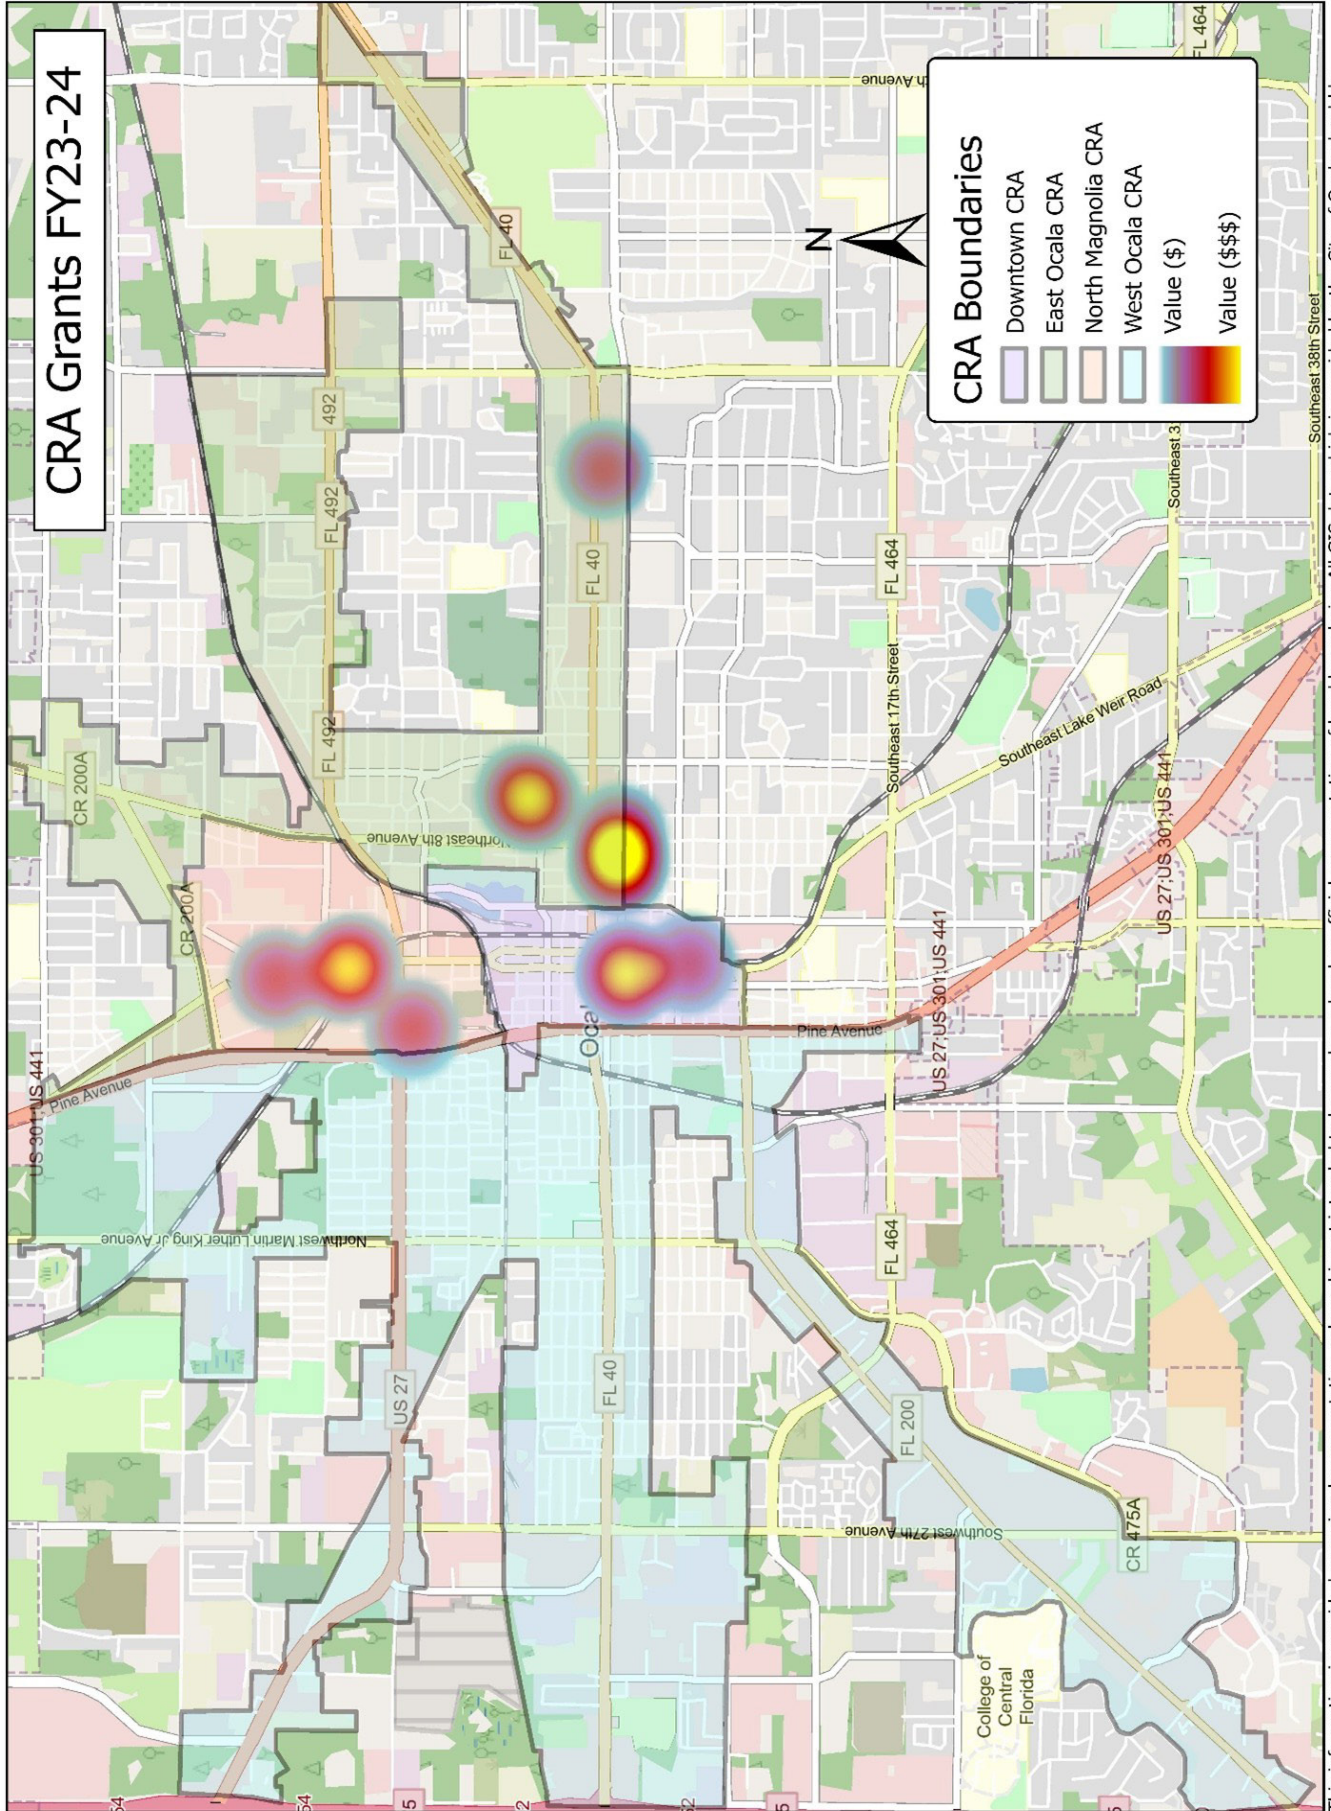 CRA Grants FY23-24
CRA Boundaries
Downtown CRA
East Ocala CRA
North Magnolia CRA
West Ocala CRA
Value ($)
Value ($$$)
N
US 301;US 441
Pine Avenue
CR 200A
CR 200A
Northwest Martin Luther King Jr Avenue
FL 492
FL 492
492
US 27
FL 40
FL 40
FL 40
FL 464
FL 464
FL 464
Pine Avenue
Southeast 17th Street
US 27;US 301;US 441
US 27;US 301;US 441
Southeast Lake Weir Road
Southeast 3
Southeast 38th Street
FL 200
Southwest 27th Avenue
CR 475A
College of
Central
Florida